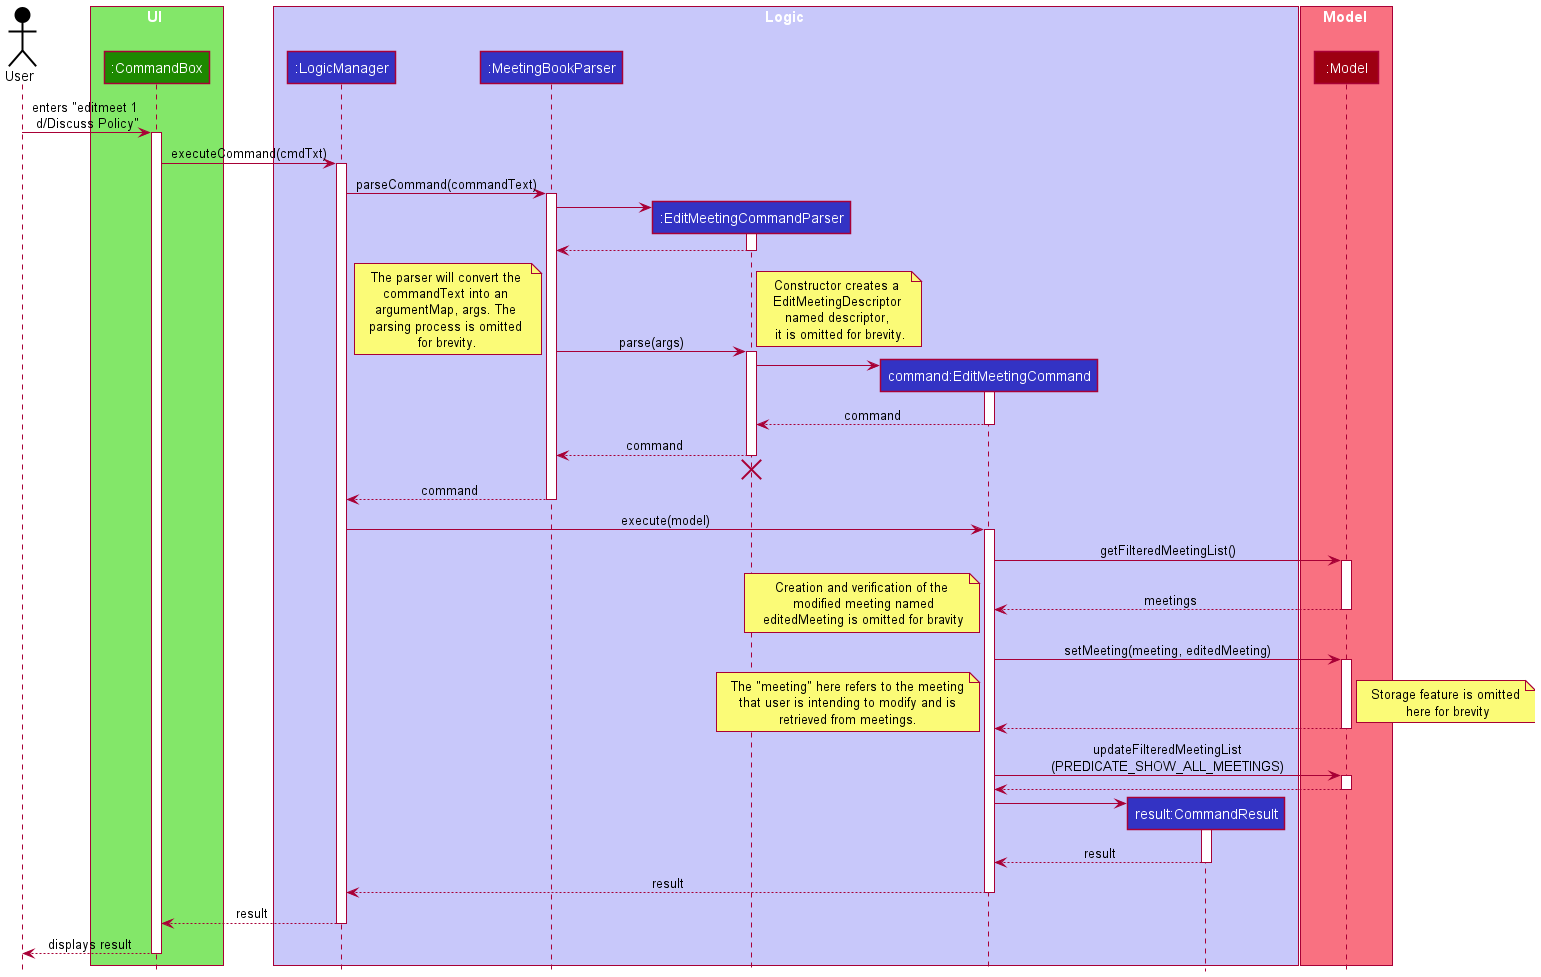 UI
Logic
Model
User
:CommandBox
:LogicManager
:MeetingBookParser
:Model
enters "editmeet 1
d/Discuss Policy"
executeCommand(cmdTxt)
parseCommand(commandText)
:EditMeetingCommandParser
The parser will convert the
commandText into an
argumentMap, args. The
parsing process is omitted
for brevity.
Constructor creates a
EditMeetingDescriptor
named descriptor,
it is omitted for brevity.
parse(args)
command:EditMeetingCommand
command
command
command
execute(model)
getFilteredMeetingList()
Creation and verification of the
modified meeting named
editedMeeting is omitted for bravity
meetings
setMeeting(meeting, editedMeeting)
The "meeting" here refers to the meeting
that user is intending to modify and is
retrieved from meetings.
Storage feature is omitted
here for brevity
updateFilteredMeetingList
(PREDICATE_SHOW_ALL_MEETINGS)
result:CommandResult
result
result
result
displays result